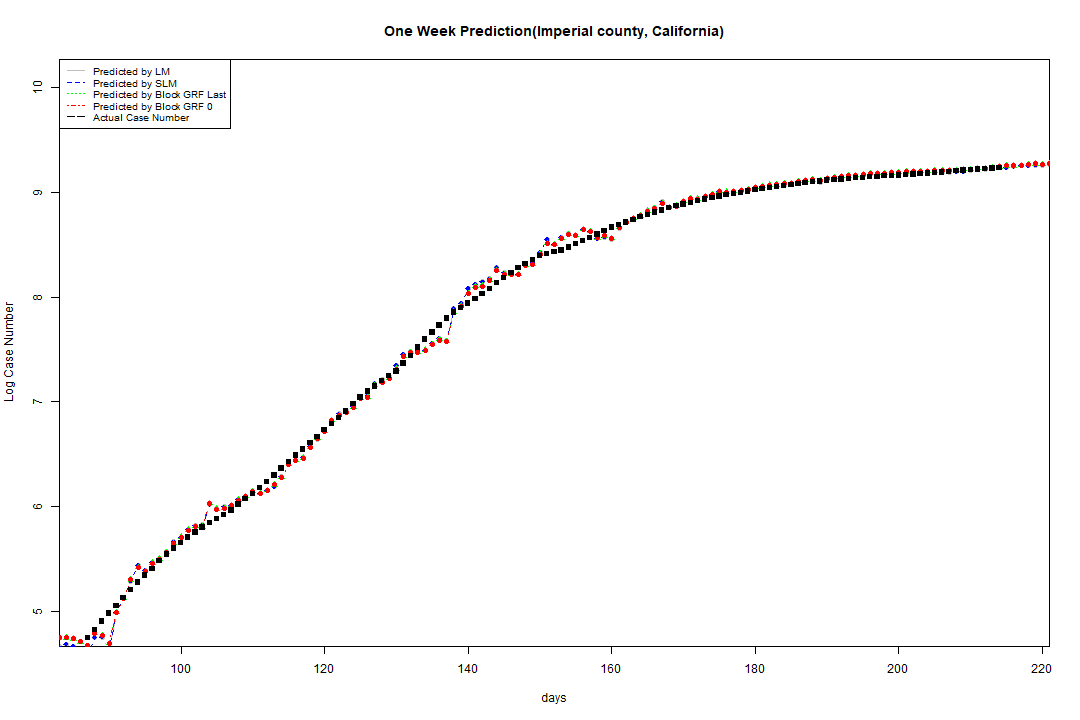 One Week Prediction(Imperial county, California)
Predicted by LM
Predicted by SLM
Predicted by Block GRF Last
Predicted by Block GRF 0
Actual Case Number
10
9
8
7
6
5
Log Case Number
100 120 140 160 180 200 220
days